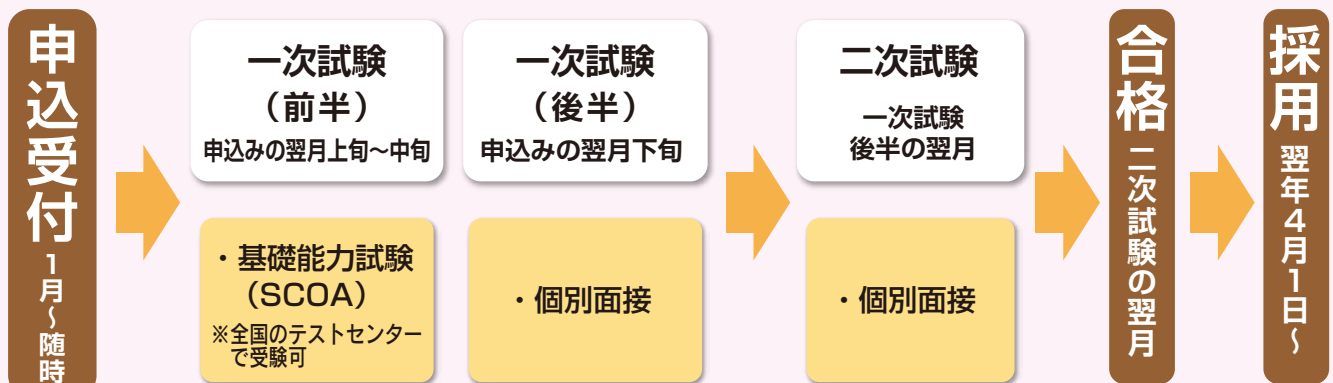 申込受付 1月〜随時
一次試験
（前半）
申込みの翌月上旬〜中旬
・基礎能力試験
（SCOA）
※全国のテストセンター
で受験可
一次試験
（後半）
申込みの翌月下旬
・個別面接
二次試験
一次試験
後半の翌月
・個別面接
合格 二次試験の翌月
採用 翌年4月1日〜